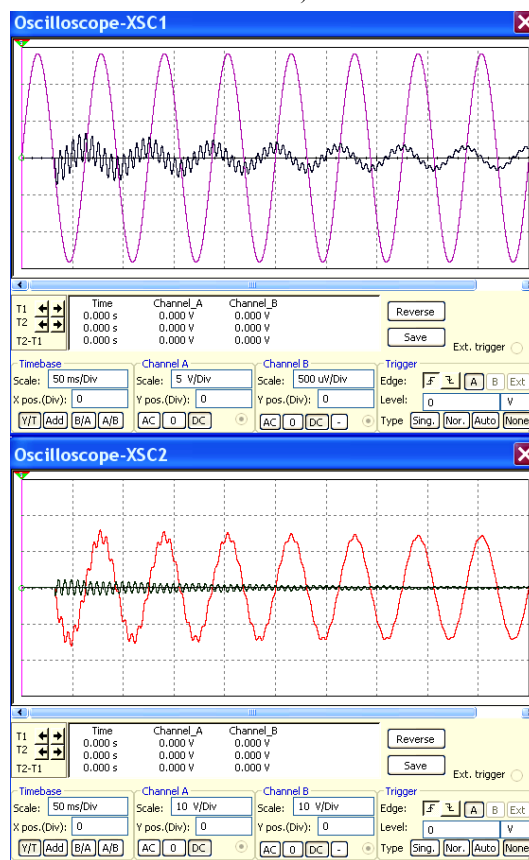 Oscilloscope-XSC1
Time Channel_A Channel_B
T1 0.000 s 0.000 V 0.000 V
T2 0.000 s 0.000 V 0.000 V
T2-T1 0.000 s 0.000 V 0.000 V
Reverse
Save
Ext. trigger
Timebase Channel A Channel B Trigger
Scale: 50 ms/Div Scale: 5 V/Div Scale: 500 uV/Div Edge: A B Ext
X pos.(Div): 0 Y pos.(Div): 0 Y pos.(Div): 0 Level: 0 V
Y/T Add B/A A/B AC 0 DC AC 0 DC - Type Sing. Nor. Auto None
Oscilloscope-XSC2
Time Channel_A Channel_B
T1 0.000 s 0.000 V 0.000 V
T2 0.000 s 0.000 V 0.000 V
T2-T1 0.000 s 0.000 V 0.000 V
Reverse
Save
Ext. trigger
Timebase Channel A Channel B Trigger
Scale: 50 ms/Div Scale: 10 V/Div Scale: 10 V/Div Edge: A B Ext
X pos.(Div): 0 Y pos.(Div): 0 Y pos.(Div): 0 Level: 0 V
Y/T Add B/A A/B AC 0 DC AC 0 DC - Type Sing. Nor. Auto None